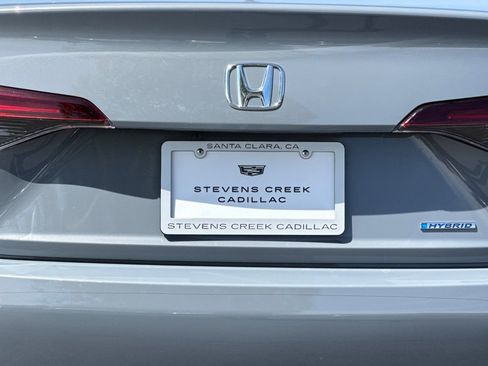 SANTA CLARA, CA
STEVENS CREEK
CADILLAC
STEVENS CREEK CADILLAC
HYBRID